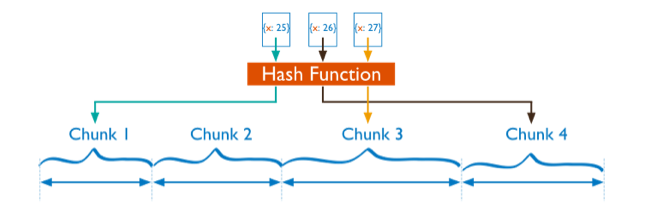 {x: 25} {x: 26} {x: 27}
Hash Function
Chunk 1 Chunk 2 Chunk 3 Chunk 4